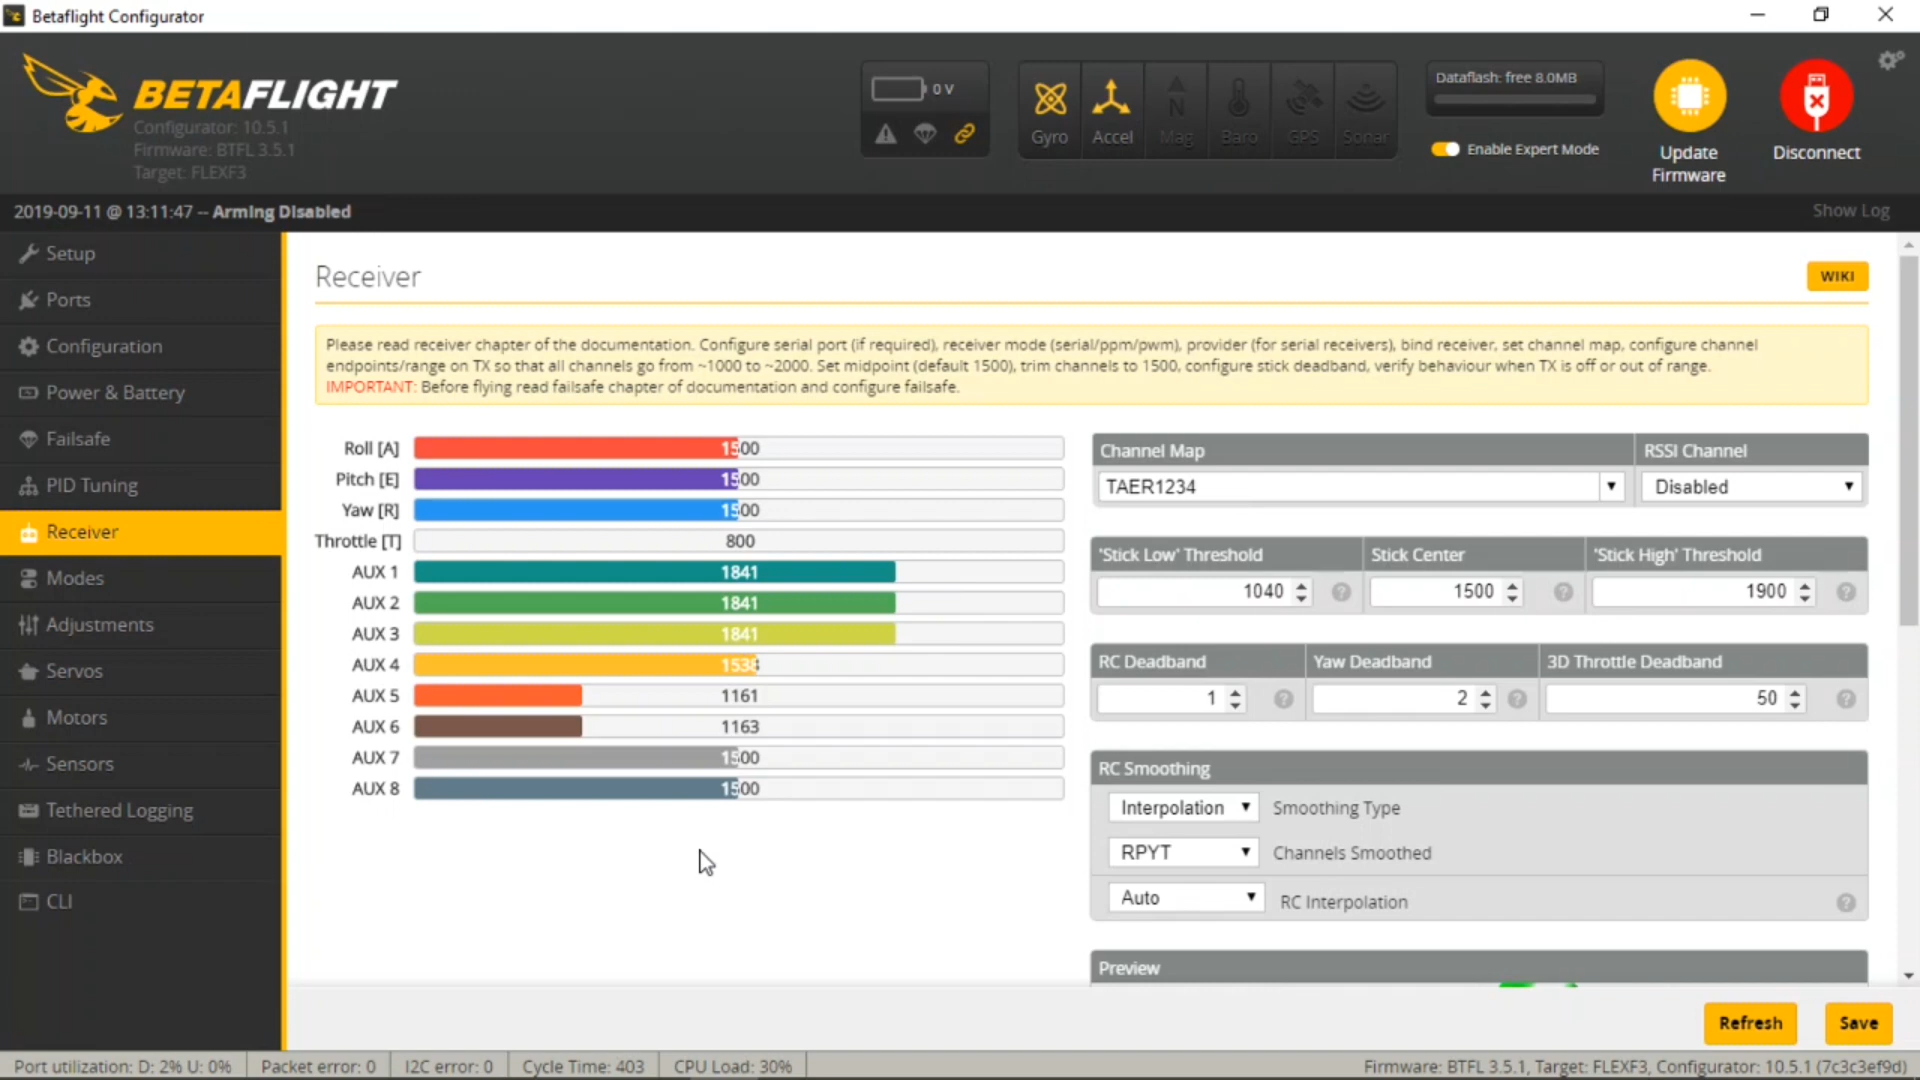 Betaflight Configurator
BETAFLIGHT
Configurator: 10.5.1
Firmware: BTFL 3.5.1
Target: FLEXF3
0 V
Gyro
Accel
Mag
Baro
GPS
Sonar
Dataflash: free 8.0MB
Enable Expert Mode
Update
Firmware
Disconnect
2019-09-11 @ 13:11:47 -- Arming Disabled
Show Log
Setup
Ports
Configuration
Power & Battery
Failsafe
PID Tuning
Receiver
Modes
Adjustments
Servos
Motors
Sensors
Tethered Logging
Blackbox
CLI
Receiver
WIKI
Please read receiver chapter of the documentation. Configure serial port (if required), receiver mode (serial/ppm/pwm), provider (for serial receivers), bind receiver, set channel map, configure channel
endpoints/range on TX so that all channels go from ~1000 to ~2000. Set midpoint (default 1500), trim channels to 1500, configure stick deadband, verify behaviour when TX is off or out of range.
IMPORTANT: Before flying read failsafe chapter of documentation and configure failsafe.
Roll [A] 1500
Pitch [E] 1500
Yaw [R] 1500
Throttle [T] 800
AUX 1 1841
AUX 2 1841
AUX 3 1841
AUX 4 1538
AUX 5 1161
AUX 6 1163
AUX 7 1500
AUX 8 1500
Channel Map
RSSI Channel
TAER1234
Disabled
'Stick Low' Threshold
Stick Center
'Stick High' Threshold
1040
1500
1900
RC Deadband
Yaw Deadband
3D Throttle Deadband
1
2
50
RC Smoothing
Interpolation Smoothing Type
RPYT Channels Smoothed
Auto RC Interpolation
Preview
Refresh
Save
Port utilization: D: 2% U: 0%
Packet error: 0
I2C error: 0
Cycle Time: 403
CPU Load: 30%
Firmware: BTFL 3.5.1, Target: FLEXF3, Configurator: 10.5.1 (7c3c3ef9d)